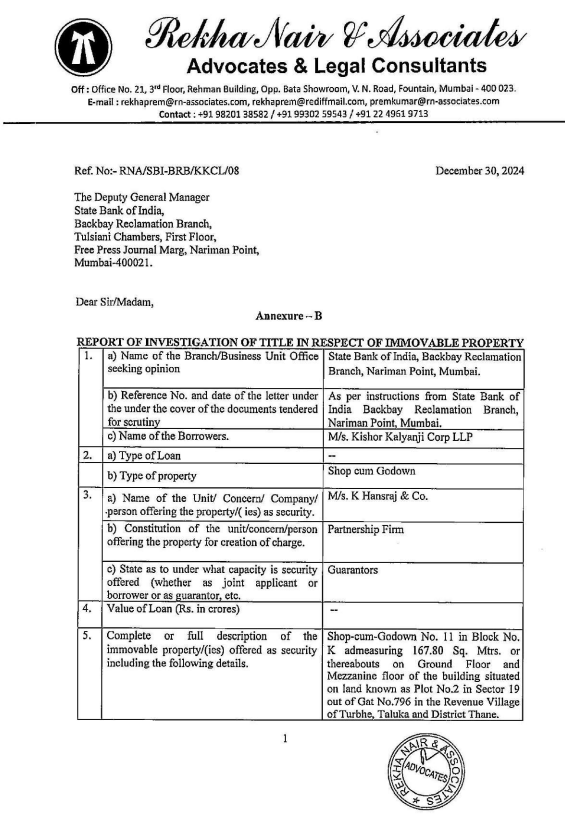 Rekha Nair & Associates
Advocates & Legal Consultants
Off : Office No. 21, 3rd Floor, Rehman Building, Opp. Bata Showroom, V. N. Road, Fountain, Mumbai - 400 023.
E-mail : rekhaprem@rn-associates.com, rekhaprem@rediffmail.com, premkumar@rn-associates.com
Contact : +91 98201 38582 / +91 99302 59543 / +91 22 4961 9713
Ref. No:- RNA/SBI-BRB/KKCL/08
December 30, 2024
The Deputy General Manager
State Bank of India,
Backbay Reclamation Branch,
Tulsiani Chambers, First Floor,
Free Press Journal Marg, Nariman Point,
Mumbai-400021.
Dear Sir/Madam,
Annexure – B
REPORT OF INVESTIGATION OF TITLE IN RESPECT OF IMMOVABLE PROPERTY
1.
a) Name of the Branch/Business Unit Office
seeking opinion
State Bank of India, Backbay Reclamation
Branch, Nariman Point, Mumbai.
b) Reference No. and date of the letter under
the under the cover of the documents tendered
for scrutiny
As per instructions from State Bank of
India Backbay Reclamation Branch,
Nariman Point, Mumbai.
c) Name of the Borrowers.
M/s. Kishor Kalyanji Corp LLP
2.
a) Type of Loan
--
b) Type of property
Shop cum Godown
3.
a) Name of the Unit/ Concern/ Company/
person offering the property/( ies) as security.
M/s. K Hansraj & Co.
b) Constitution of the unit/concern/person
offering the property for creation of charge.
Partnership Firm
c) State as to under what capacity is security
offered (whether as joint applicant or
borrower or as guarantor, etc.
Guarantors
4.
Value of Loan (Rs. in crores)
--
5.
Complete or full description of the
immovable property/(ies) offered as security
including the following details.
Shop-cum-Godown No. 11 in Block No.
K admeasuring 167.80 Sq. Mtrs. or
thereabouts on Ground Floor and
Mezzanine floor of the building situated
on land known as Plot No.2 in Sector 19
out of Gat No.796 in the Revenue Village
of Turbhe, Taluka and District Thane.
1
REKHA NAIR & ASSOCIATES
ADVOCATES